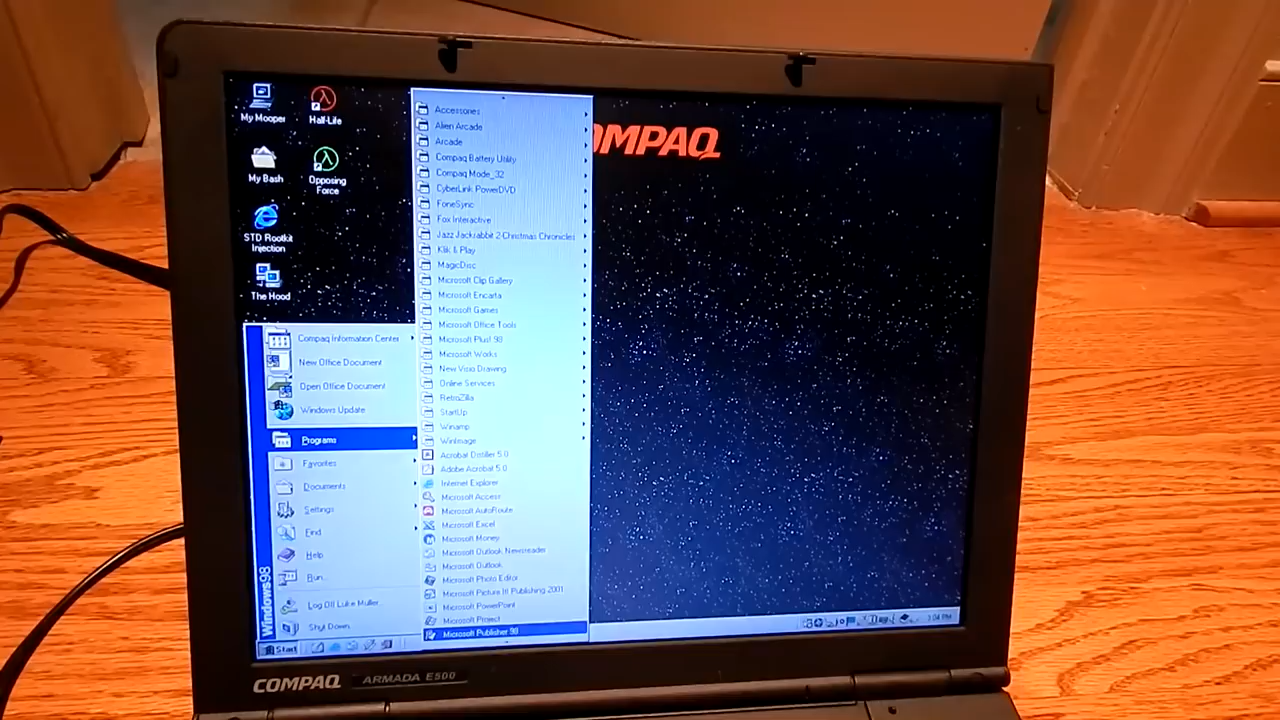 My Mooper
Half-Life
My Bash
Opposing
Force
STD Rootkit
Injection
The Hood
COMPAQ
Accessories
Alien Arcade
Arcade
Compaq Battery Utility
Compaq Mode_32
CyberLink PowerDVD
FoneSync
Fox Interactive
Jazz Jackrabbit 2-Christmas Chronicles
Klik & Play
MagicDisc
Microsoft Clip Gallery
Microsoft Encarta
Microsoft Games
Microsoft Office Tools
Microsoft Plus! 98
Microsoft Works
New Visio Drawing
Online Services
RetroZilla
StartUp
Winamp
WinImage
Acrobat Distiller 5.0
Adobe Acrobat 5.0
Internet Explorer
Microsoft Access
Microsoft AutoRoute
Microsoft Excel
Microsoft Money
Microsoft Outlook Newsreader
Microsoft Outlook
Microsoft Photo Editor
Microsoft Picture It! Publishing 2001
Microsoft PowerPoint
Microsoft Project
Microsoft Publisher 98
Compaq Information Center
New Office Document
Open Office Document
Windows Update
Programs
Favorites
Documents
Settings
Find
Help
Run...
Log Off Luke Muller...
Shut Down...
Windows98
Start
3:04 PM
COMPAQ ARMADA E500